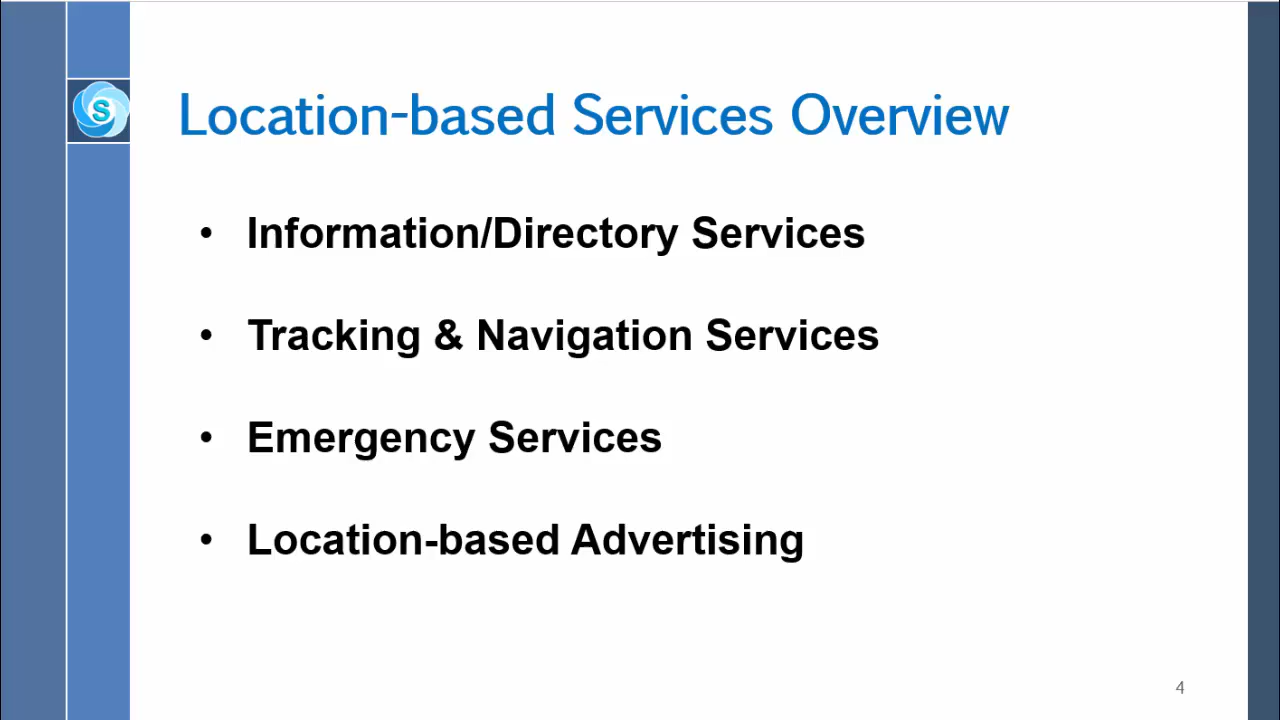 S
Location-based Services Overview
• Information/Directory Services
• Tracking & Navigation Services
• Emergency Services
• Location-based Advertising
4